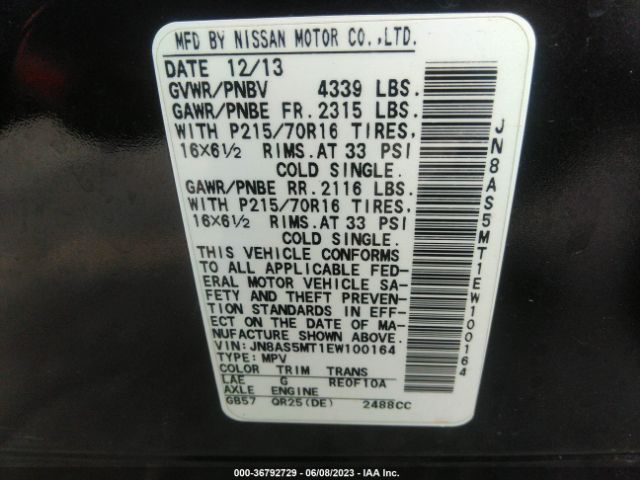 MFD BY NISSAN MOTOR CO.,LTD.
DATE 12/13
GVWR/PNBV 4339 LBS.
GAWR/PNBE FR. 2315 LBS.
WITH P215/70R16 TIRES,
16X6½ RIMS. AT 33 PSI
COLD SINGLE.
GAWR/PNBE RR. 2116 LBS.
WITH P215/70R16 TIRES,
16X6½ RIMS. AT 33 PSI
COLD SINGLE.
THIS VEHICLE CONFORMS
TO ALL APPLICABLE FED-
ERAL MOTOR VEHICLE SA-
FETY AND THEFT PREVEN-
TION STANDARDS IN EFF-
ECT ON THE DATE OF MA-
NUFACTURE SHOWN ABOVE.
VIN: JN8AS5MT1EW100164
TYPE: MPV
COLOR TRIM TRANS
LAE G RE0F10A
AXLE ENGINE
GB57 QR25(DE) 2488CC
JN8AS5MT1EW100164
000-36792729 - 06/08/2023 - IAA Inc.